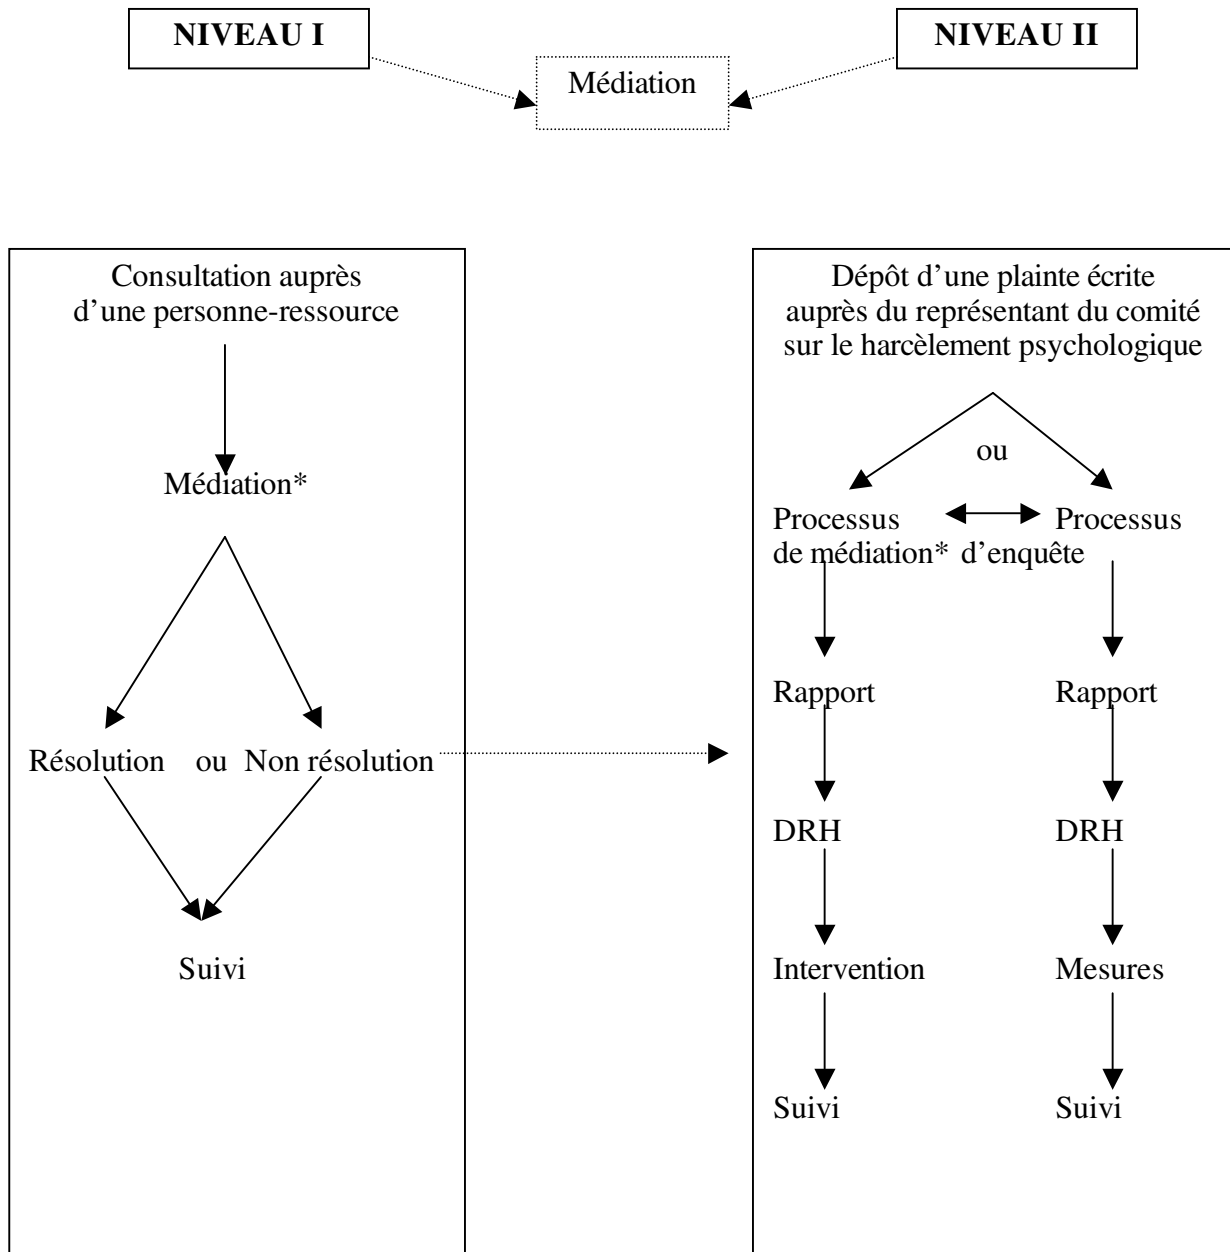 NIVEAU I
NIVEAU II
Médiation
Consultation auprès
d’une personne-ressource
Médiation*
Résolution ou Non résolution
Suivi
Dépôt d’une plainte écrite
auprès du représentant du comité
sur le harcèlement psychologique
ou
Processus Processus
de médiation* d’enquête
Rapport Rapport
DRH DRH
Intervention Mesures
Suivi Suivi